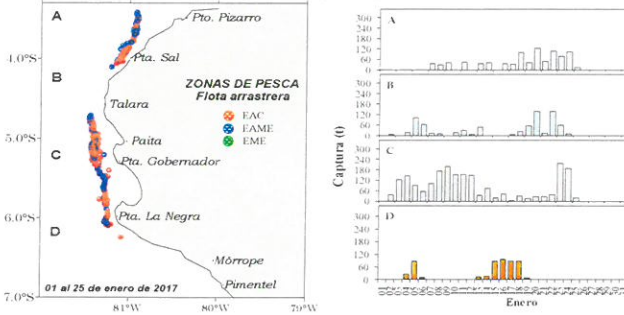 A
B
C
D
4.0°S
5.0°S
6.0°S
7.0°S
Pto. Pizarro
Pta. Sal
Talara
Paita
Pta. Gobernador
Pta. La Negra
Mórrope
Pimentel
ZONAS DE PESCA
Flota arrastrera
EAC
EAME
EME
01 al 25 de enero de 2017
81°W
80°W
79°W
Captura (t)
A
300
240
180
120
60
0
B
300
240
180
120
60
0
C
300
240
180
120
60
0
D
300
240
180
120
60
0
Enero